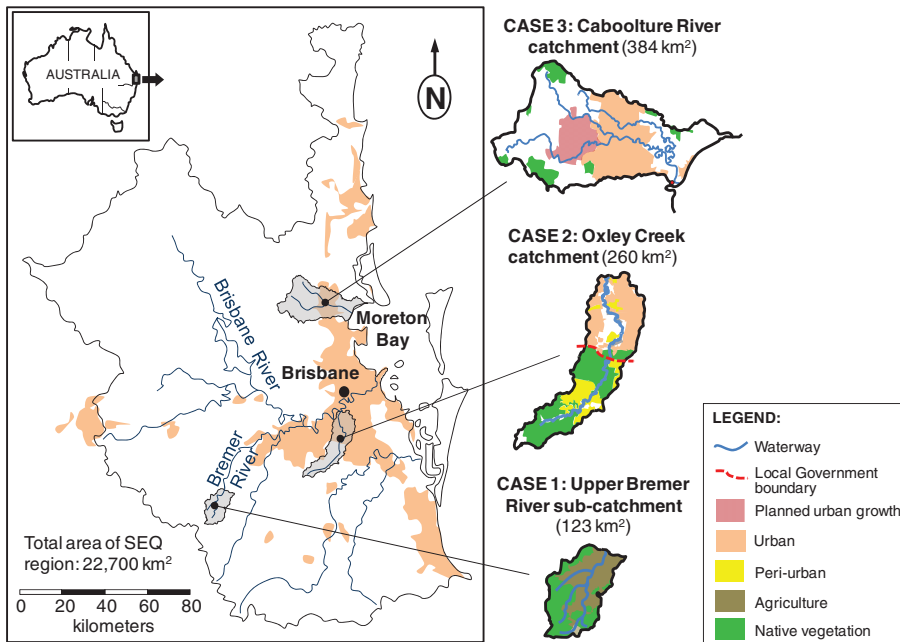 AUSTRALIA
N
Brisbane River
Moreton
Bay
Brisbane
Bremer
River
Total area of SEQ
region: 22,700 km²
0 20 40 60 80
kilometers
CASE 3: Caboolture River
catchment (384 km²)
CASE 2: Oxley Creek
catchment (260 km²)
CASE 1: Upper Bremer
River sub-catchment
(123 km²)
LEGEND:
Waterway
Local Government
boundary
Planned urban growth
Urban
Peri-urban
Agriculture
Native vegetation